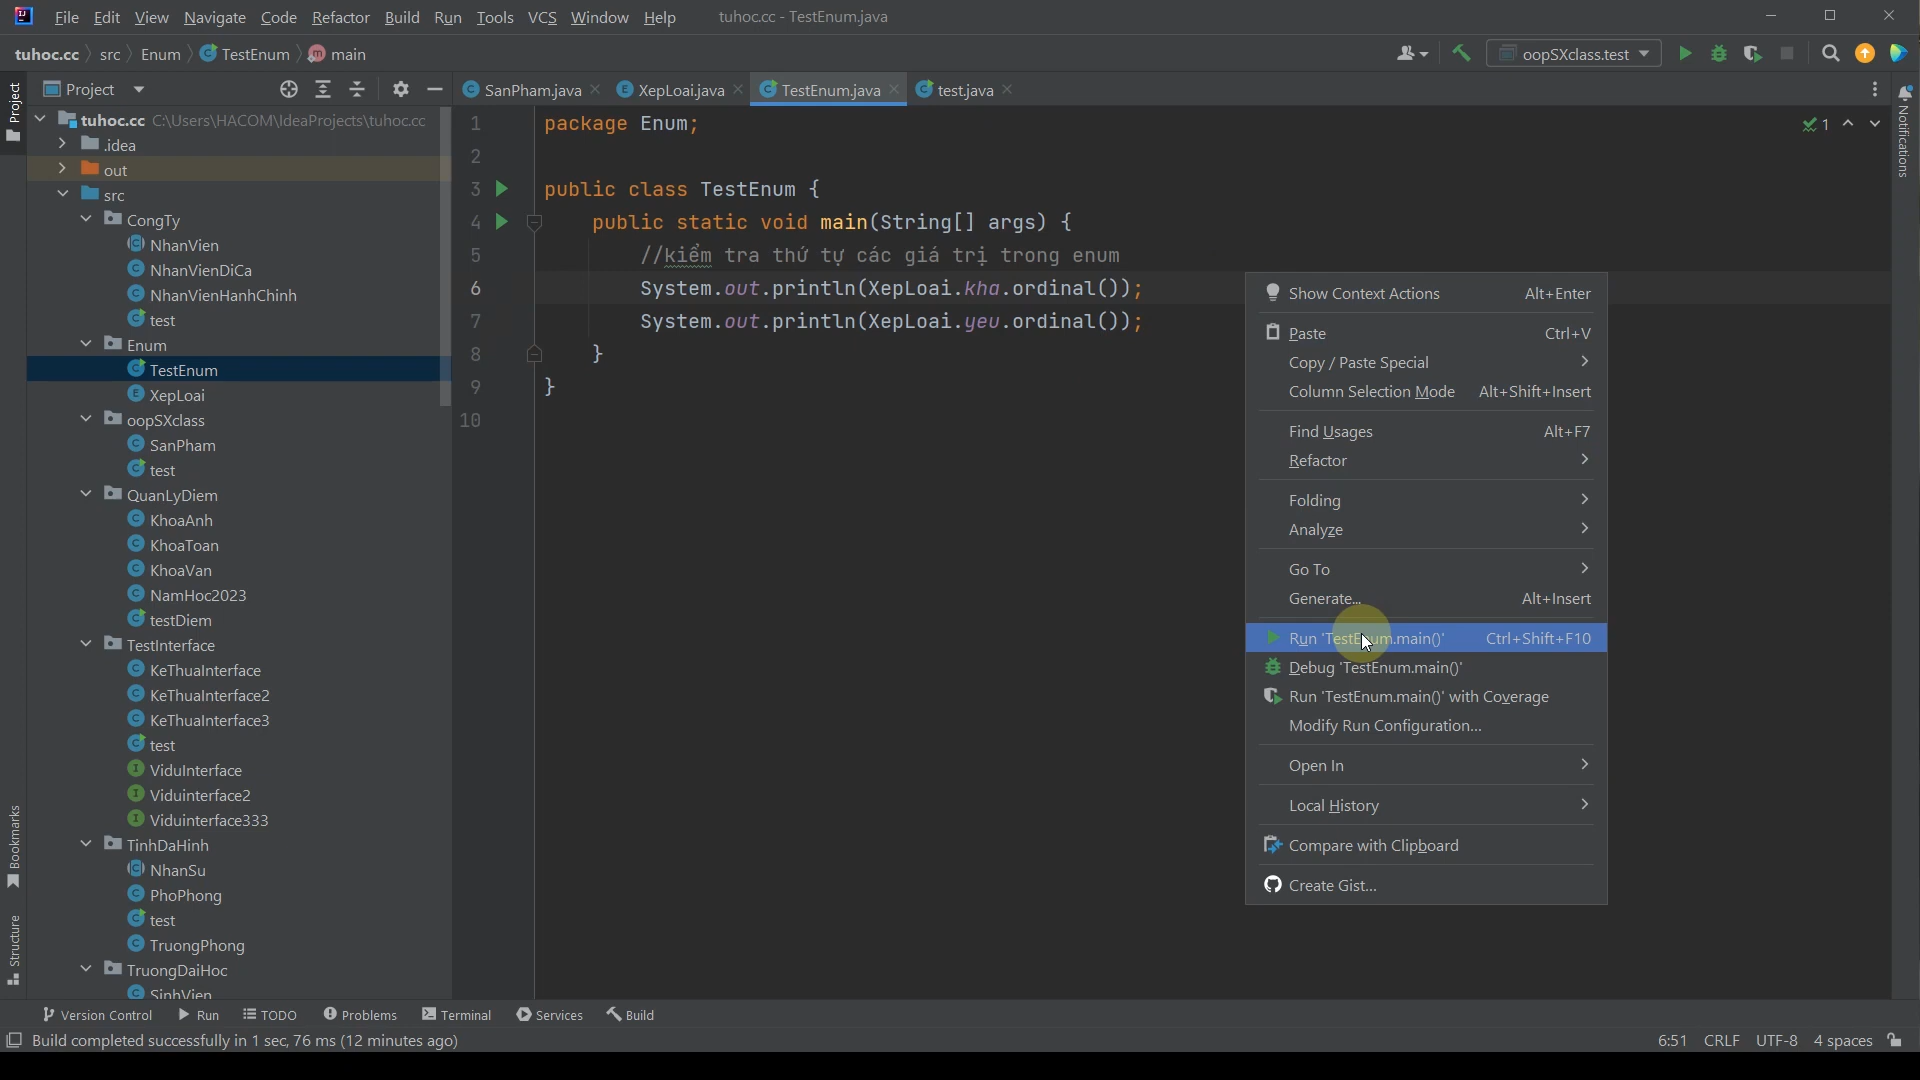 File Edit View Navigate Code Refactor Build Run Tools VCS Window Help tuhoc.cc - TestEnum.java
tuhoc.cc src Enum TestEnum main oopSXclass.test
Project
SanPham.java XepLoai.java TestEnum.java test.java
Project
Bookmarks
Structure
Notifications
tuhoc.cc C:\Users\HACOM\IdeaProjects\tuhoc.cc
.idea
out
src
CongTy
NhanVien
NhanVienDiCa
NhanVienHanhChinh
test
Enum
TestEnum
XepLoai
oopSXclass
SanPham
test
QuanLyDiem
KhoaAnh
KhoaToan
KhoaVan
NamHoc2023
testDiem
TestInterface
KeThuaInterface
KeThuaInterface2
KeThuaInterface3
test
ViduInterface
Viduinterface2
Viduinterface333
TinhDaHinh
NhanSu
PhoPhong
test
TruongPhong
TruongDaiHoc
SinhVien
1 package Enum;
2
3 public class TestEnum {
4 public static void main(String[] args) {
5 //kiểm tra thứ tự các giá trị trong enum
6 System.out.println(XepLoai.kha.ordinal());
7 System.out.println(XepLoai.yeu.ordinal());
8 }
9 }
10
1
Show Context Actions Alt+Enter
Paste Ctrl+V
Copy / Paste Special
Column Selection Mode Alt+Shift+Insert
Find Usages Alt+F7
Refactor
Folding
Analyze
Go To
Generate... Alt+Insert
Run 'TestEnum.main()' Ctrl+Shift+F10
Debug 'TestEnum.main()'
Run 'TestEnum.main()' with Coverage
Modify Run Configuration...
Open In
Local History
Compare with Clipboard
Create Gist...
Version Control Run TODO Problems Terminal Services Build
Build completed successfully in 1 sec, 76 ms (12 minutes ago) 6:51 CRLF UTF-8 4 spaces